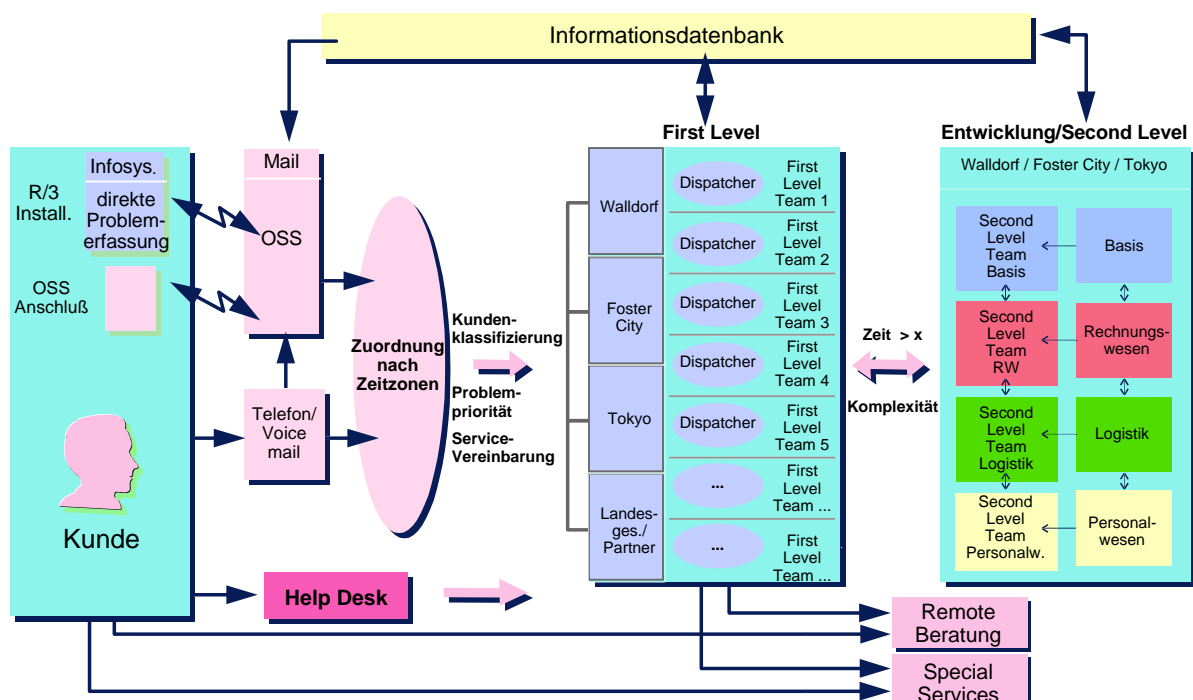 Informationsdatenbank
First Level
Entwicklung/Second Level
R/3
Install.
Infosys.
direkte
Problem-
erfassung
OSS
Anschluß
Kunde
Mail
OSS
Telefon/
Voice
mail
Help Desk
Zuordnung
nach
Zeitzonen
Kunden-
klassifizierung
Problem-
priorität
Service-
Vereinbarung
Walldorf
Foster
City
Tokyo
Landes-
ges./
Partner
Dispatcher
First
Level
Team 1
Dispatcher
First
Level
Team 2
Dispatcher
First
Level
Team 3
Dispatcher
First
Level
Team 4
Dispatcher
First
Level
Team 5
...
First
Level
Team ...
...
First
Level
Team ...
Zeit > x
Komplexität
Walldorf / Foster City / Tokyo
Second
Level
Team
Basis
Basis
Second
Level
Team
RW
Rechnungs-
wesen
Second
Level
Team
Logistik
Logistik
Second
Level
Team
Personalw.
Personal-
wesen
Remote
Beratung
Special
Services